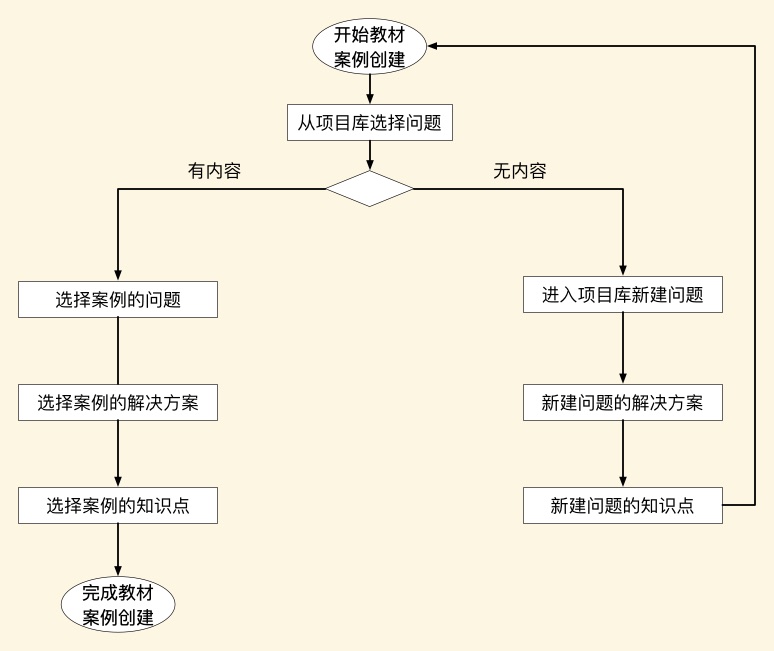 开始教材
案例创建
从项目库选择问题
有内容
无内容
选择案例的问题
进入项目库新建问题
选择案例的解决方案
新建问题的解决方案
选择案例的知识点
新建问题的知识点
完成教材
案例创建